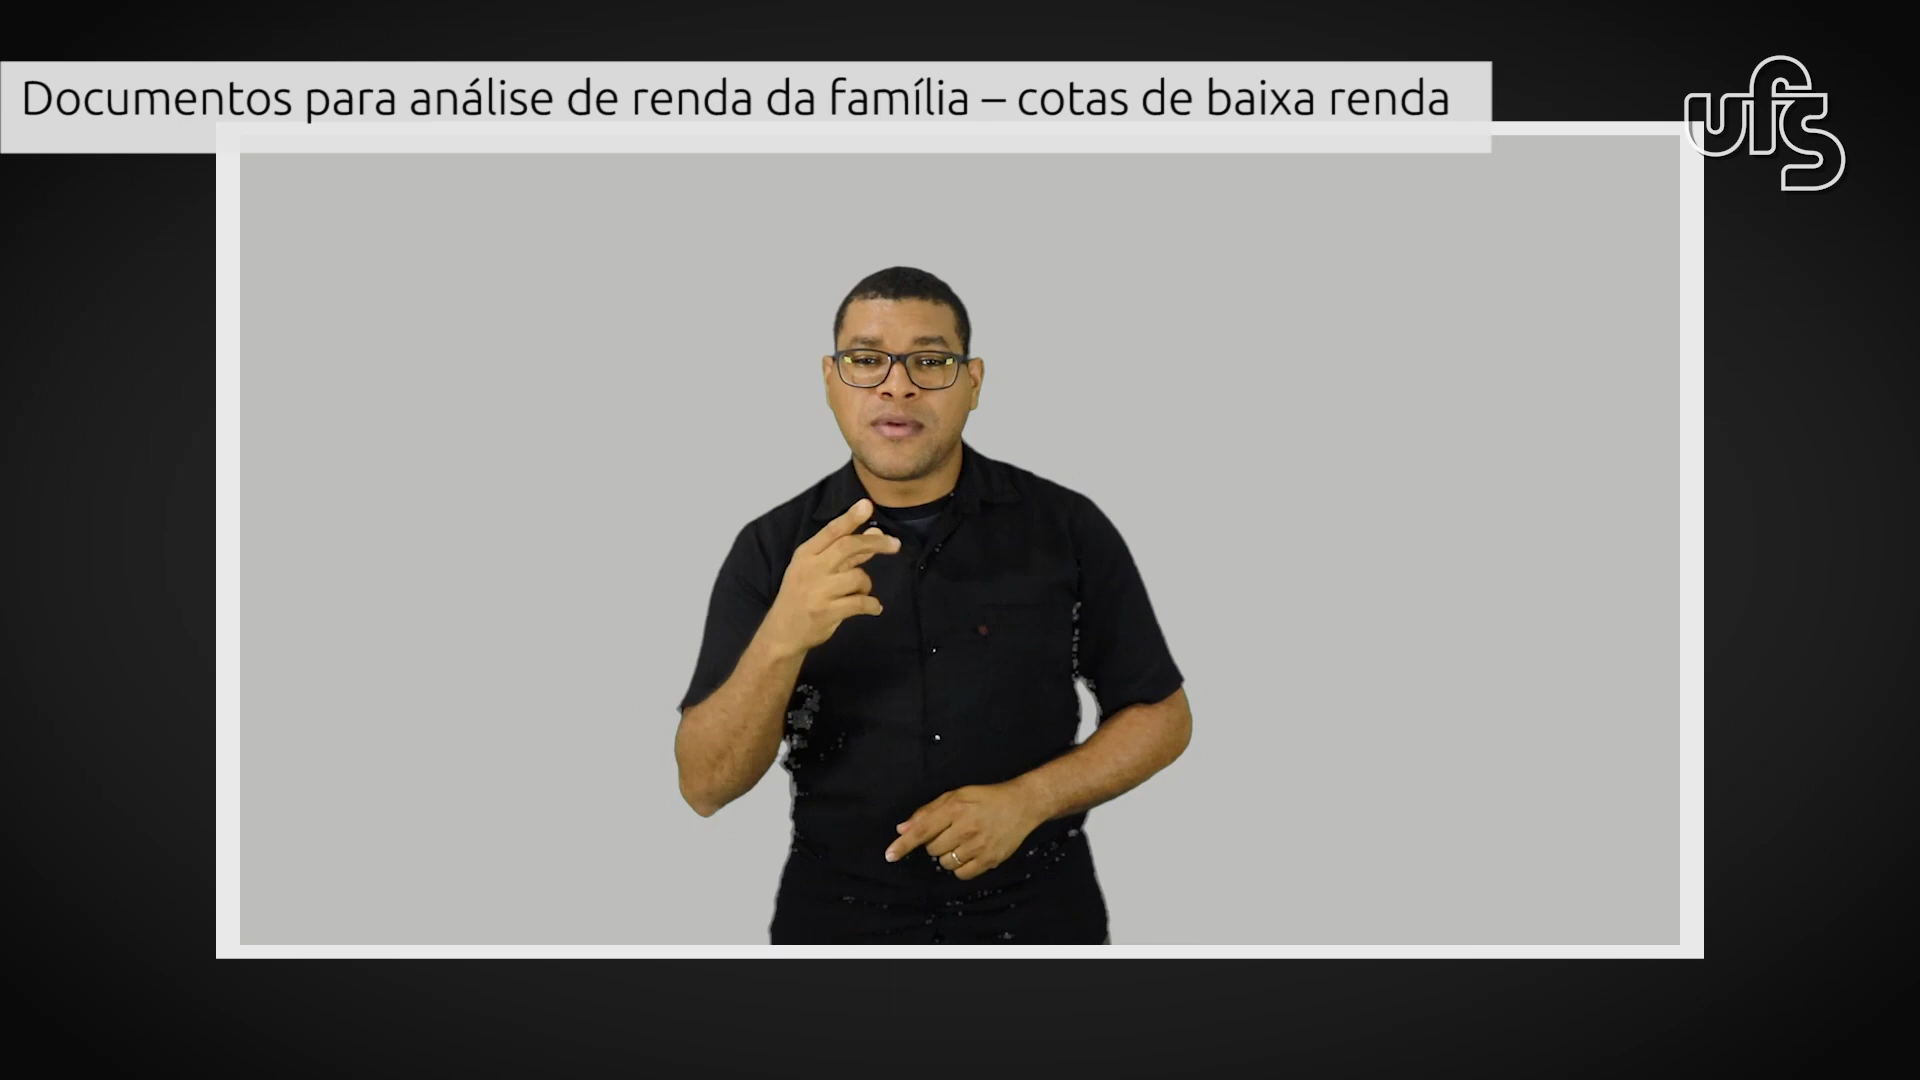 Documentos para análise de renda da família – cotas de baixa renda
ufs